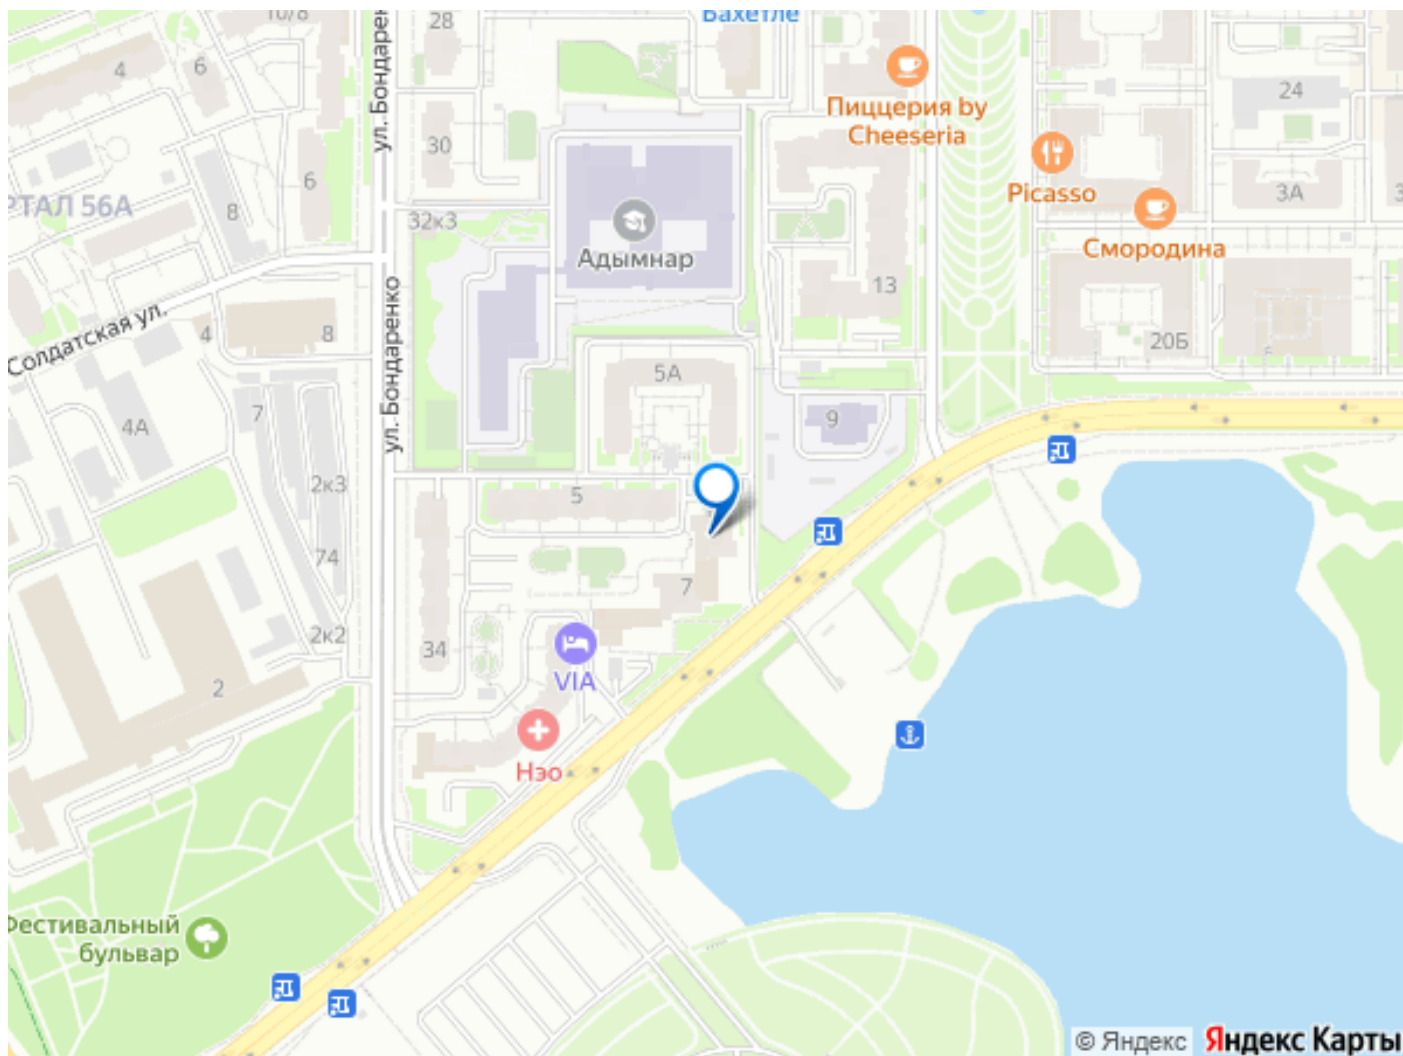 10/8
28
Бахетле
4
6
ул. Бондаренко
Пиццерия by
Cheeseria
24
30
Picasso
6
3А
РТАЛ 56А
8
32к3
Адымнар
Смородина
13
ул. Бондаренко
Солдатская ул.
4
8
20Б
5А
7
4А
9
2к3
5
74
7
2к2
34
VIA
2
Нэо
Фестивальный
бульвар
© Яндекс Яндекс Карты